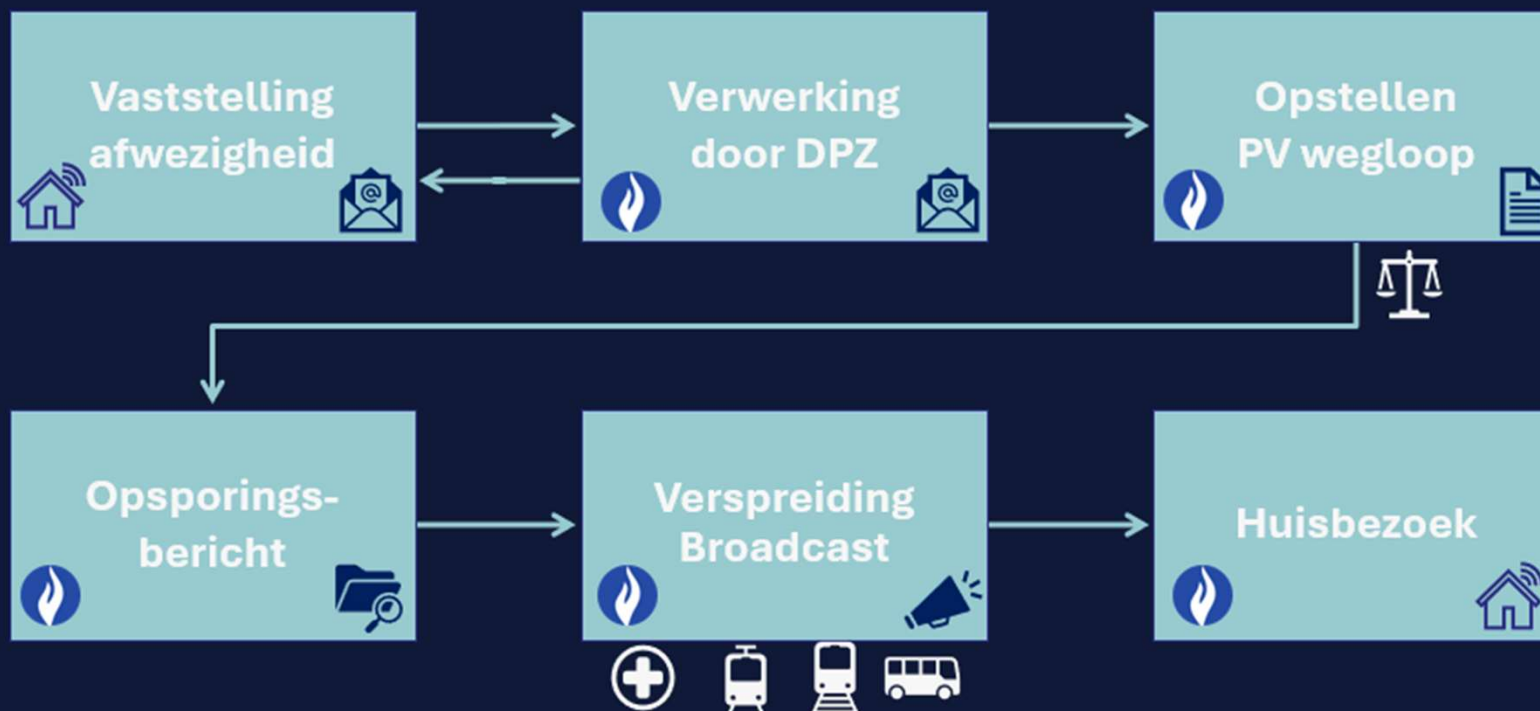 Vaststelling
afwezigheid
@
Verwerking
door DPZ
@
Opstellen
PV wegloop
Opsporings-
bericht
Verspreiding
Broadcast
Huisbezoek